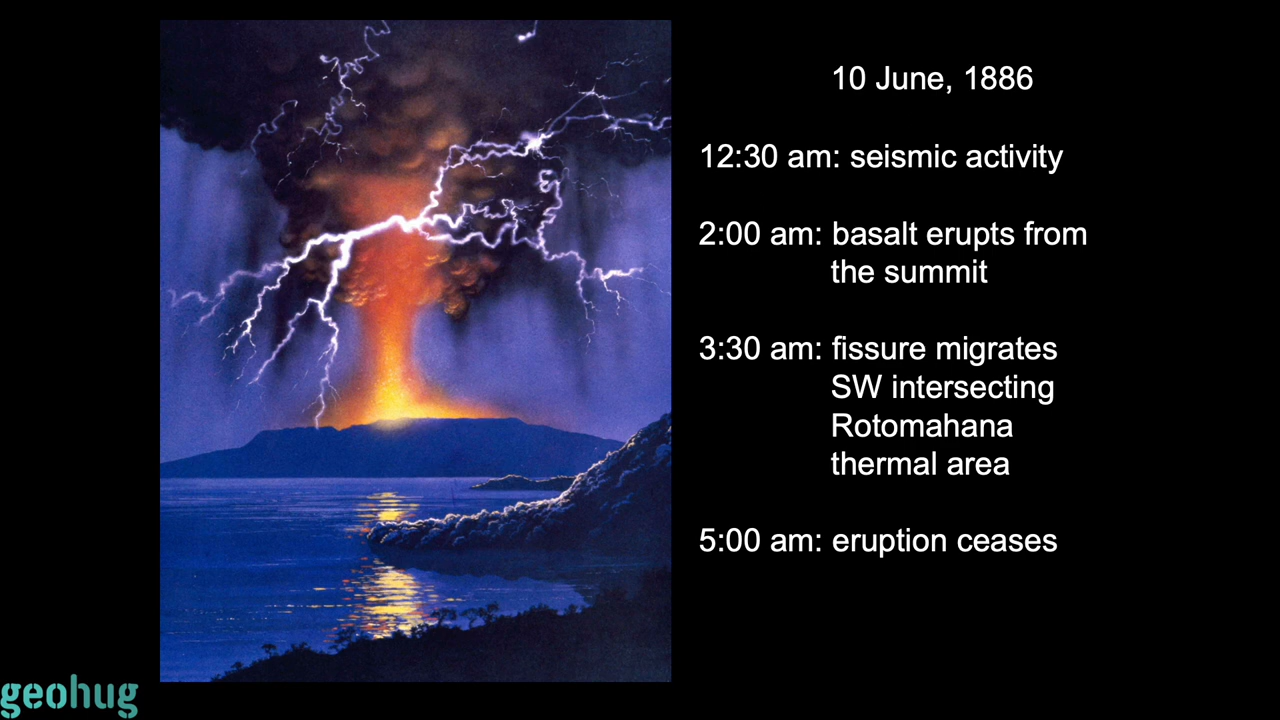 10 June, 1886
12:30 am: seismic activity
2:00 am: basalt erupts from
the summit
3:30 am: fissure migrates
SW intersecting
Rotomahana
thermal area
5:00 am: eruption ceases
geohug